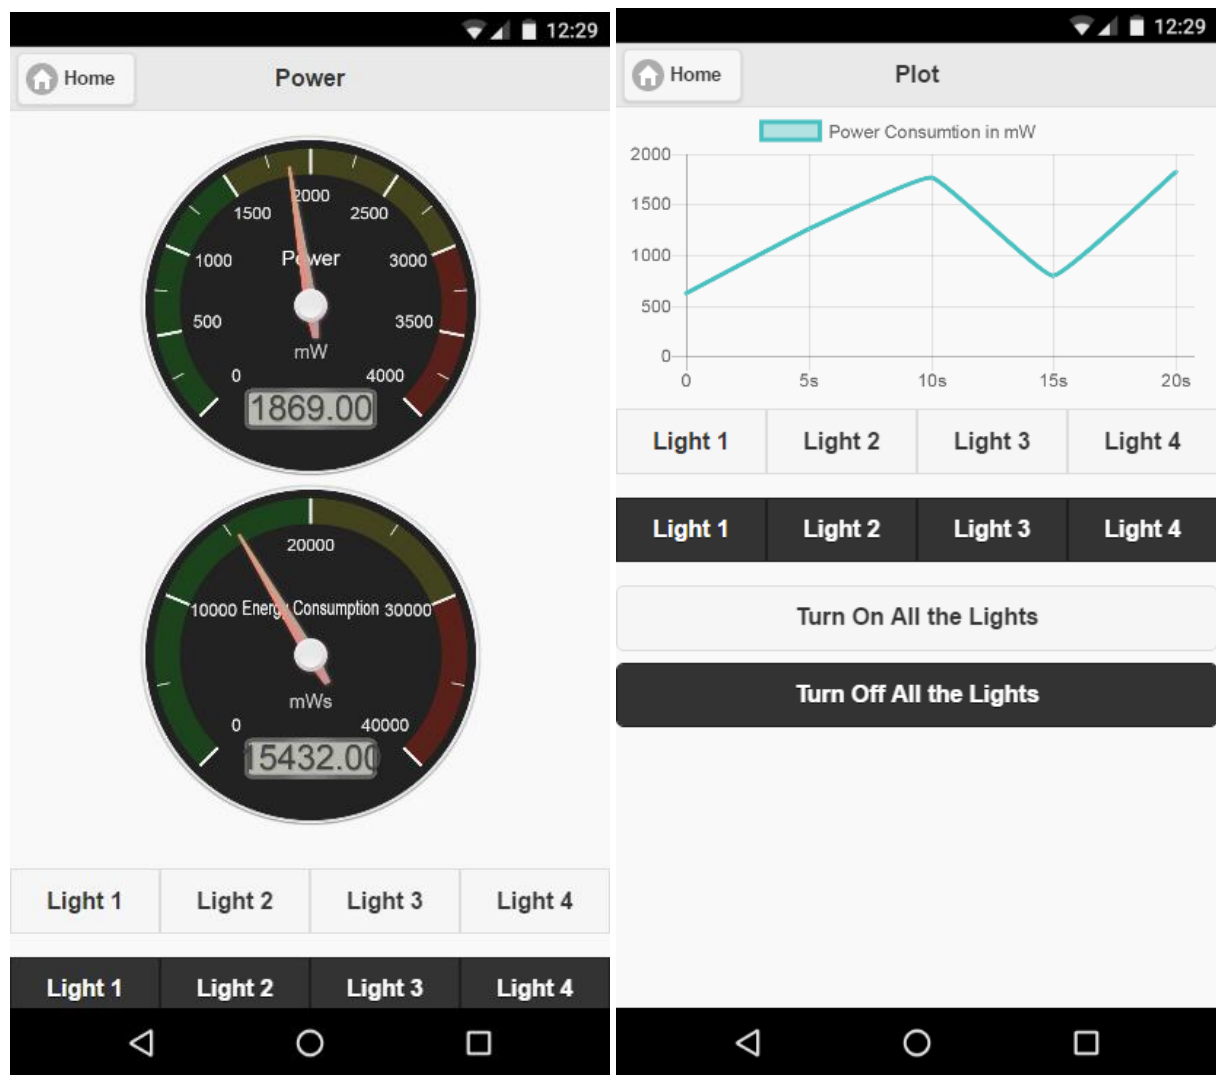 12:29
Home
Power
2000
1500
2500
1000
Power
3000
500
3500
mW
0
4000
1869.00
20000
10000
Energy Consumption
30000
mWs
0
40000
15432.00
Light 1
Light 2
Light 3
Light 4
Light 1
Light 2
Light 3
Light 4
12:29
Home
Plot
Power Consumtion in mW
2000
1500
1000
500
0
0
5s
10s
15s
20s
Light 1
Light 2
Light 3
Light 4
Light 1
Light 2
Light 3
Light 4
Turn On All the Lights
Turn Off All the Lights